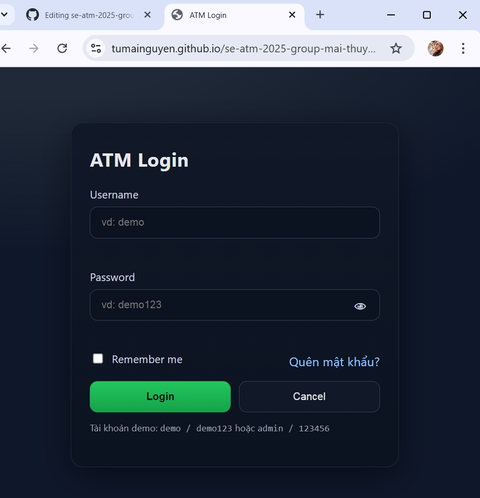 Editing se-atm-2025-grou
ATM Login
tumainguyen.github.io/se-atm-2025-group-mai-thuy...
ATM Login
Username
vd: demo
Password
vd: demo123
Remember me
Quên mật khẩu?
Login
Cancel
Tài khoản demo: demo / demo123 hoặc admin / 123456